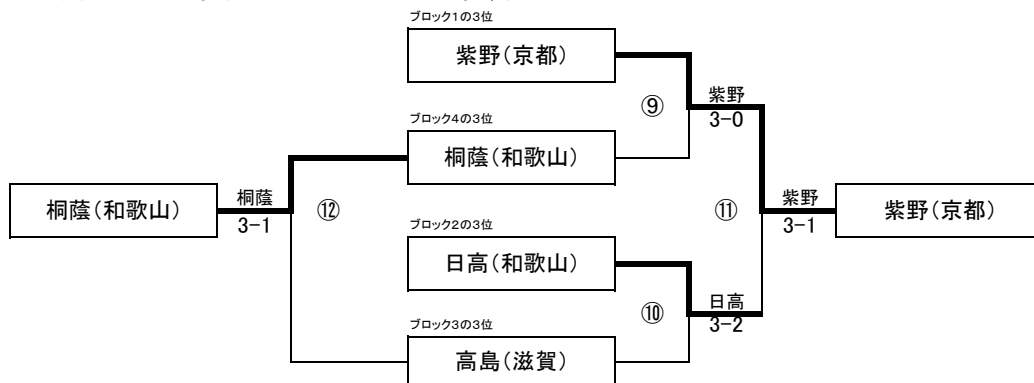 ブロック1の3位
紫野(京都)
⑨
紫野
3-0
ブロック4の3位
桐蔭(和歌山)
桐蔭(和歌山)
桐蔭
3-1
⑫
⑪
紫野
3-1
紫野(京都)
ブロック2の3位
日高(和歌山)
⑩
日高
3-2
ブロック3の3位
高島(滋賀)